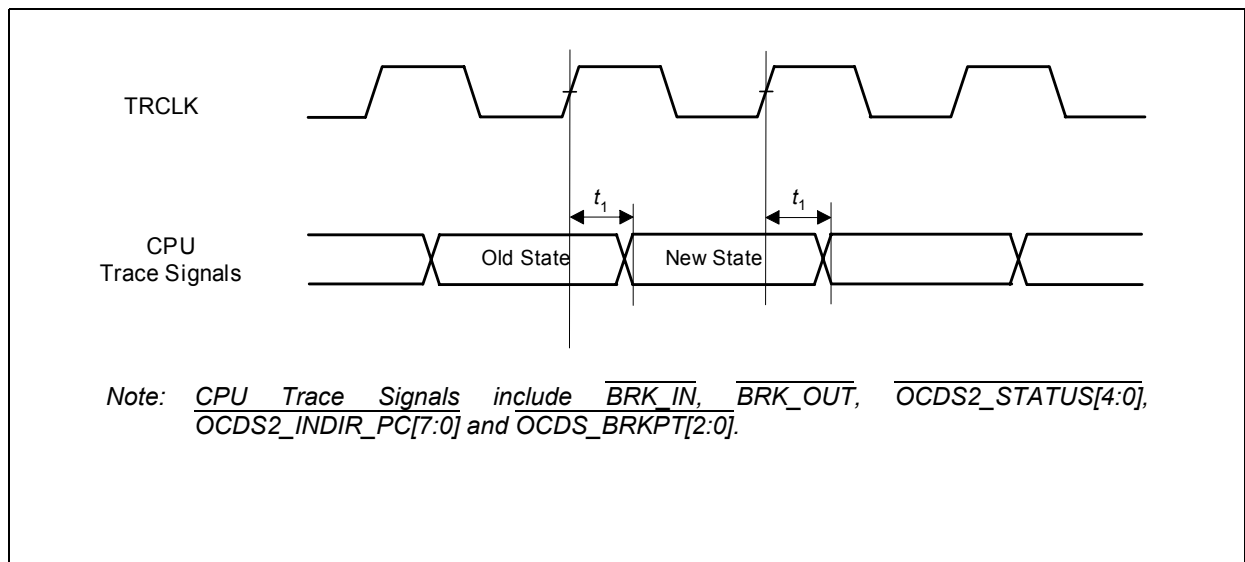 TRCLK
t1
t1
CPU
Trace Signals
Old State
New State
Note: CPU Trace Signals include BRK_IN, BRK_OUT, OCDS2_STATUS[4:0],
OCDS2_INDIR_PC[7:0] and OCDS_BRKPT[2:0].